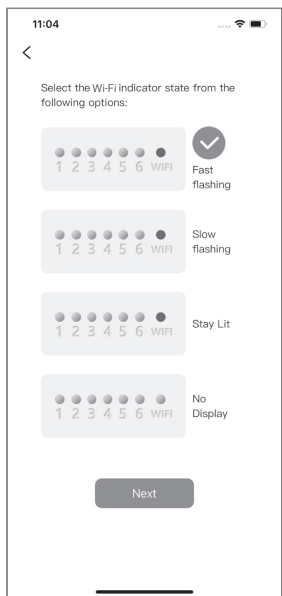 11:04
Select the Wi-Fi indicator state from the
following options:
1 2 3 4 5 6 WIFI
Fast
flashing
1 2 3 4 5 6 WIFI
Slow
flashing
1 2 3 4 5 6 WIFI
Stay Lit
1 2 3 4 5 6 WIFI
No
Display
Next